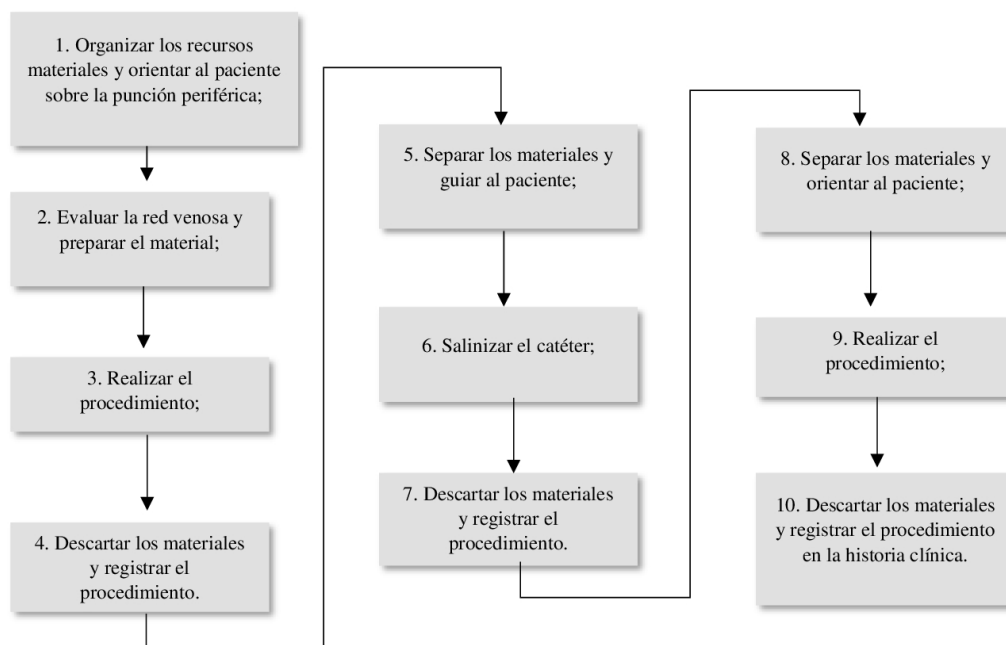 1. Organizar los recursos
materiales y orientar al paciente
sobre la punción periférica;
2. Evaluar la red venosa y
preparar el material;
3. Realizar el
procedimiento;
4. Descartar los materiales
y registrar el
procedimiento.
5. Separar los materiales y
guiar al paciente;
6. Salinizar el catéter;
7. Descartar los materiales
y registrar el
procedimiento.
8. Separar los materiales y
orientar al paciente;
9. Realizar el
procedimiento;
10. Descartar los materiales
y registrar el procedimiento
en la historia clínica.